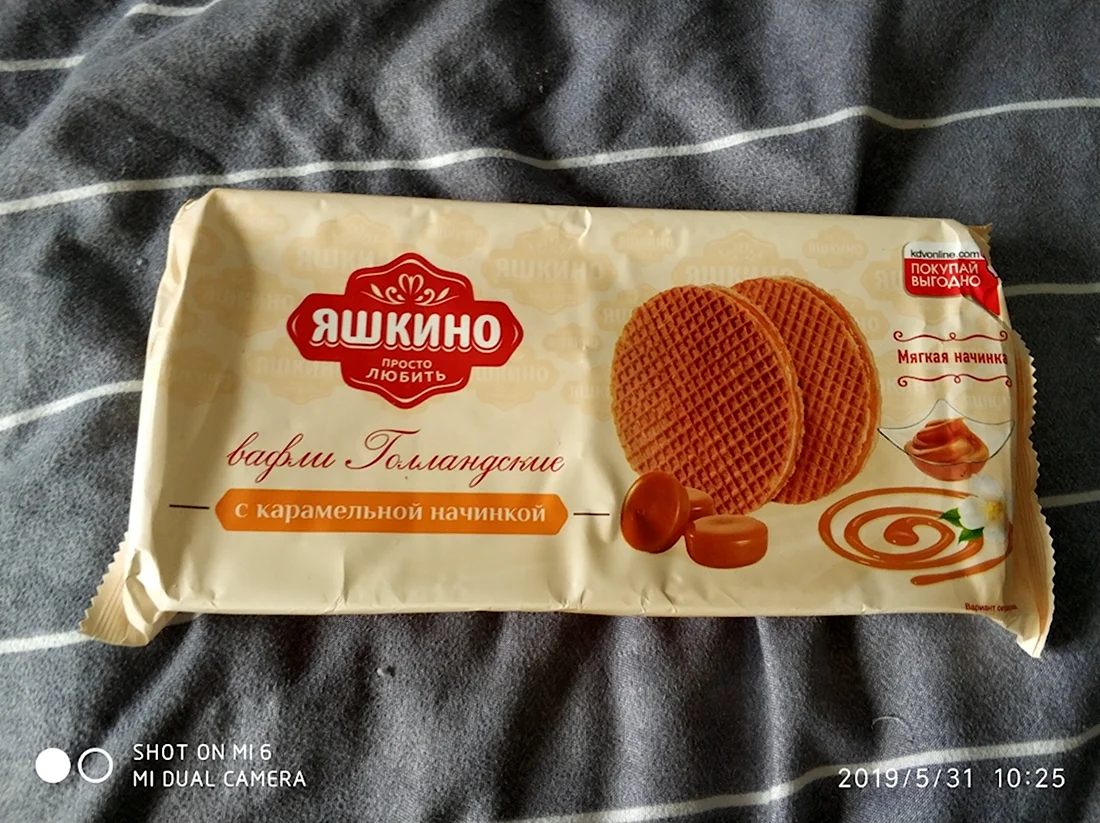 kdvonline.com
ПОКУПАЙ
ВЫГОДНО
ЯШКИНО
ПРОСТО
ЛЮБИТЬ
Мягкая начинка
вафли Голландские
с карамельной начинкой
Вариант
SHOT ON MI 6
MI DUAL CAMERA
2019/5/31 10:25